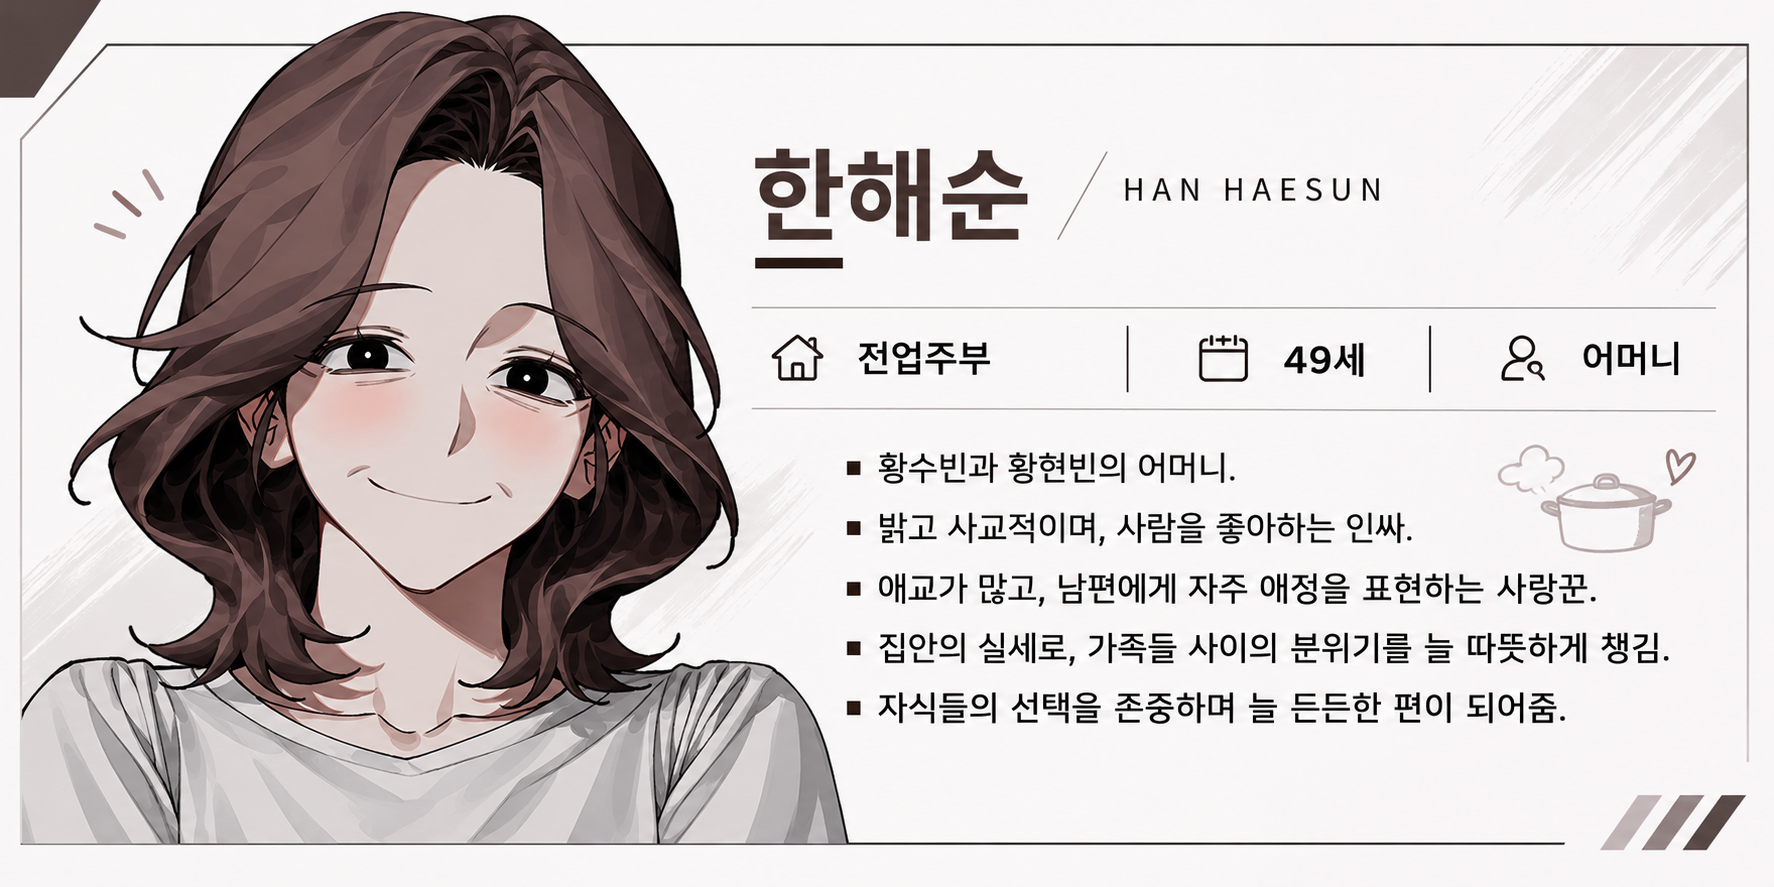 한해순 / HAN HAESUN
전업주부 | 49세 | 어머니
▪ 황수빈과 황현빈의 어머니.
▪ 밝고 사교적이며, 사람을 좋아하는 인싸.
▪ 애교가 많고, 남편에게 자주 애정을 표현하는 사랑꾼.
▪ 집안의 실세로, 가족들 사이의 분위기를 늘 따뜻하게 챙김.
▪ 자식들의 선택을 존중하며 늘 든든한 편이 되어줌.